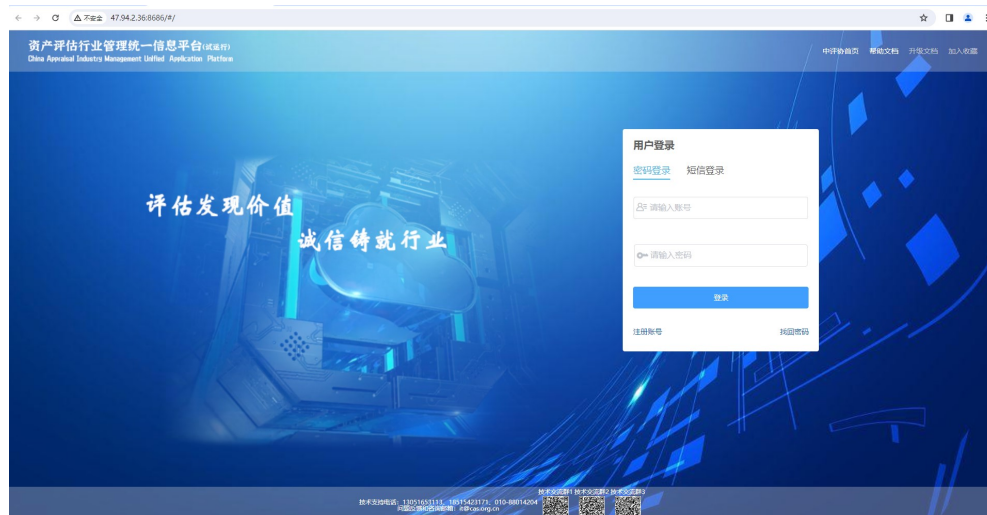 不安全 47.94.2.36:8686/#/
资产评估行业管理统一信息平台(试运行)
China Appraisal Industry Management Unified Application Platform
中评协首页 帮助文档 升级文档 加入收藏
用户登录
密码登录 短信登录
评估发现价值
请输入账号
诚信铸就行业
请输入密码
登录
注册账号 找回密码
技术交流群1 技术交流群2 技术交流群3
技术支持电话：13051653113、18515423173、010-88014204
问题反馈和咨询邮箱：it@cas.org.cn